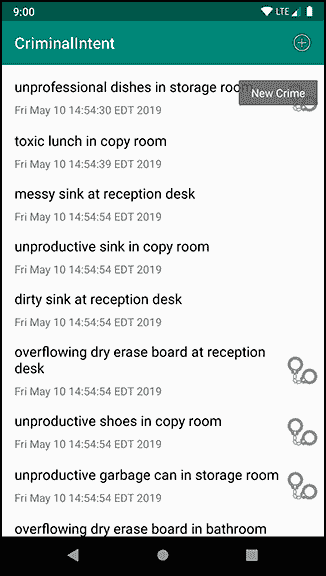 9:00 LTE
CriminalIntent
unprofessional dishes in storage room
New Crime
Fri May 10 14:54:30 EDT 2019
toxic lunch in copy room
Fri May 10 14:54:39 EDT 2019
messy sink at reception desk
Fri May 10 14:54:54 EDT 2019
unproductive sink in copy room
Fri May 10 14:54:54 EDT 2019
dirty sink at reception desk
Fri May 10 14:54:54 EDT 2019
overflowing dry erase board at reception
desk
Fri May 10 14:54:54 EDT 2019
unproductive shoes in copy room
Fri May 10 14:54:54 EDT 2019
unproductive garbage can in storage room
Fri May 10 14:54:54 EDT 2019
overflowing dry erase board in bathroom